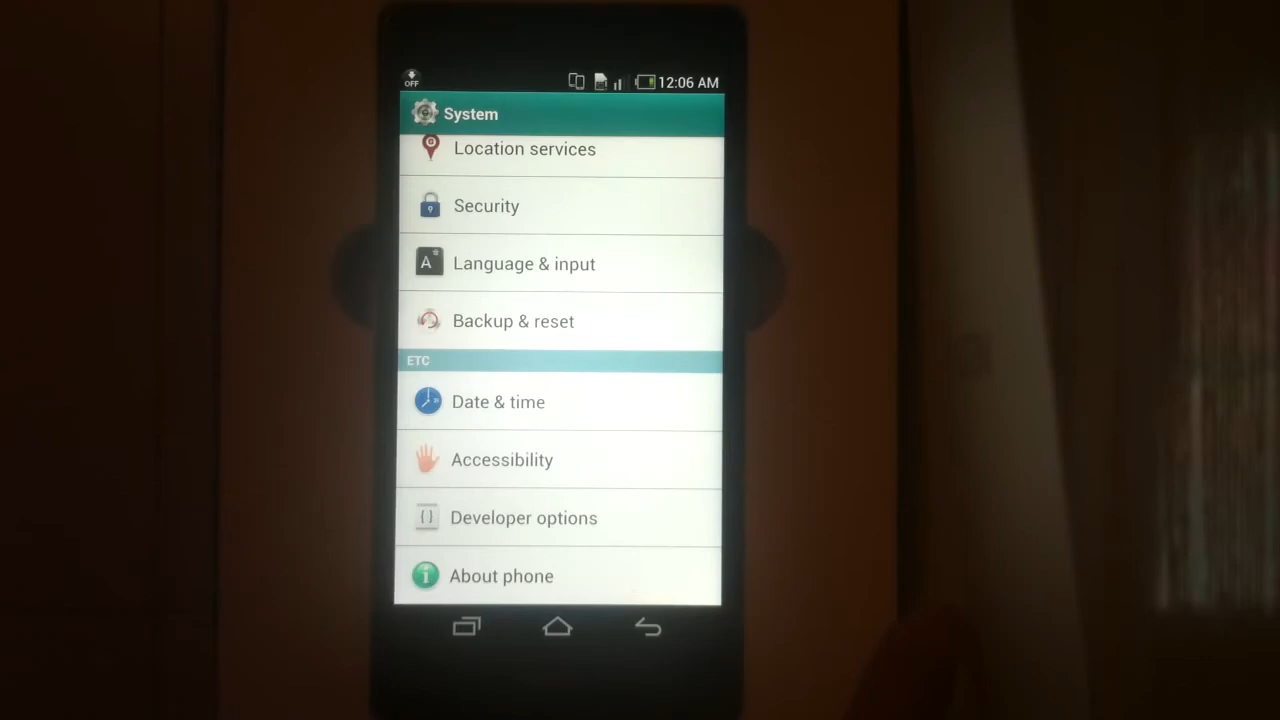 OFF
12:06 AM
System
Location services
Security
Language & input
Backup & reset
ETC
Date & time
Accessibility
Developer options
About phone